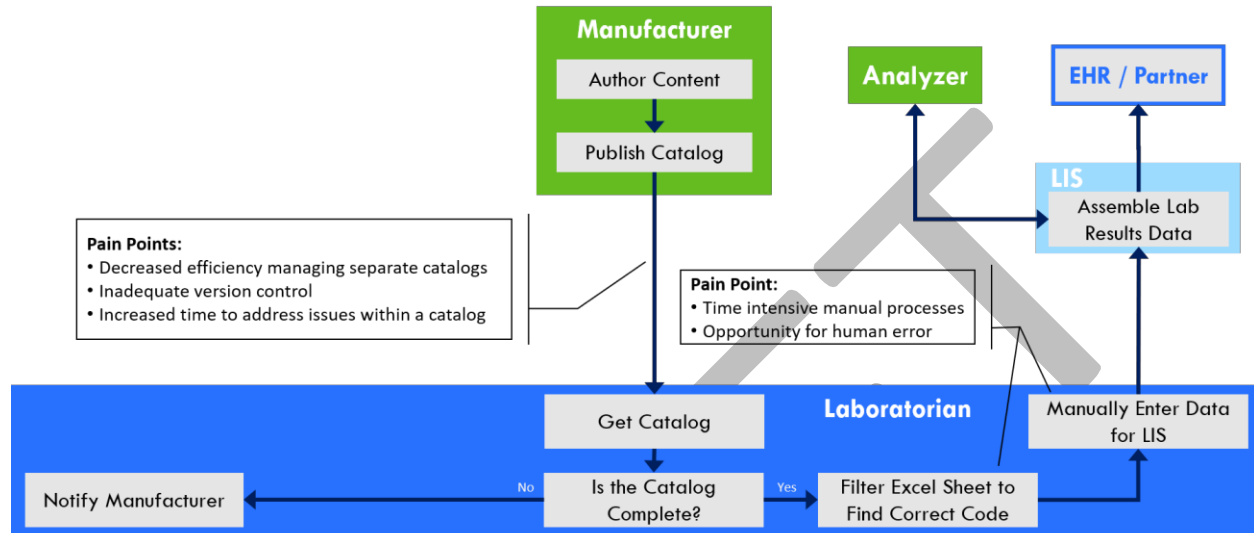 Manufacturer
Author Content
Publish Catalog
Analyzer
EHR / Partner
LIS
Assemble Lab
Results Data
Pain Points:
• Decreased efficiency managing separate catalogs
• Inadequate version control
• Increased time to address issues within a catalog
Pain Point:
• Time intensive manual processes
• Opportunity for human error
Laboratorian
Get Catalog
Manually Enter Data
for LIS
Notify Manufacturer
No
Is the Catalog
Complete?
Yes
Filter Excel Sheet to
Find Correct Code